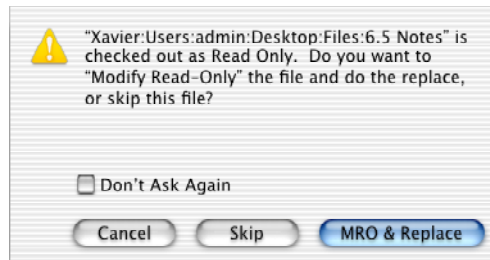 “Xavier:Users:admin:Desktop:Files:6.5 Notes” is
checked out as Read Only.  Do you want to
“Modify Read-Only” the file and do the replace,
or skip this file?
Don't Ask Again
Cancel
Skip
MRO & Replace